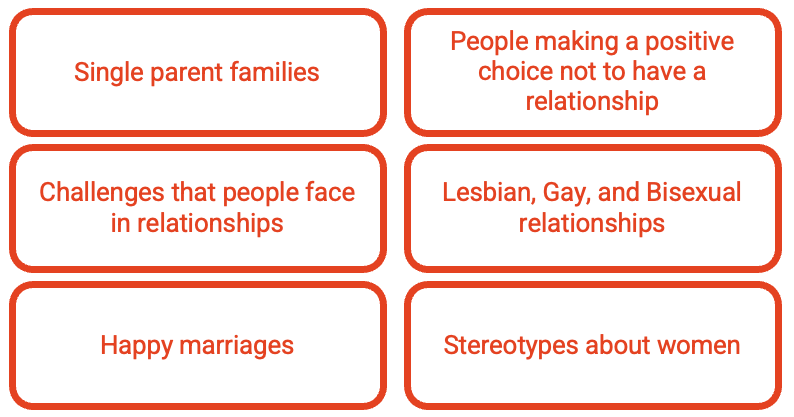 Single parent families
People making a positive
choice not to have a
relationship
Challenges that people face
in relationships
Lesbian, Gay, and Bisexual
relationships
Happy marriages
Stereotypes about women